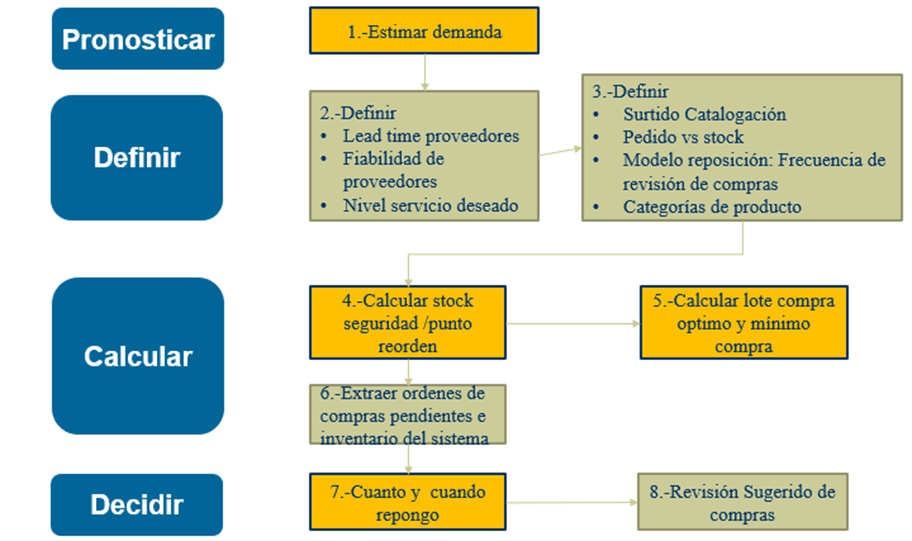 Pronosticar
1.-Estimar demanda
Definir
2.-Definir
• Lead time proveedores
• Fiabilidad de
proveedores
• Nivel servicio deseado
3.-Definir
• Surtido Catalogación
• Pedido vs stock
• Modelo reposición: Frecuencia de
revisión de compras
• Categorías de producto
Calcular
4.-Calcular stock
seguridad /punto
reorden
5.-Calcular lote compra
optimo y mínimo
compra
6.-Extraer ordenes de
compras pendientes e
inventario del sistema
Decidir
7.-Cuanto y cuando
repongo
8.-Revisión Sugerido de
compras